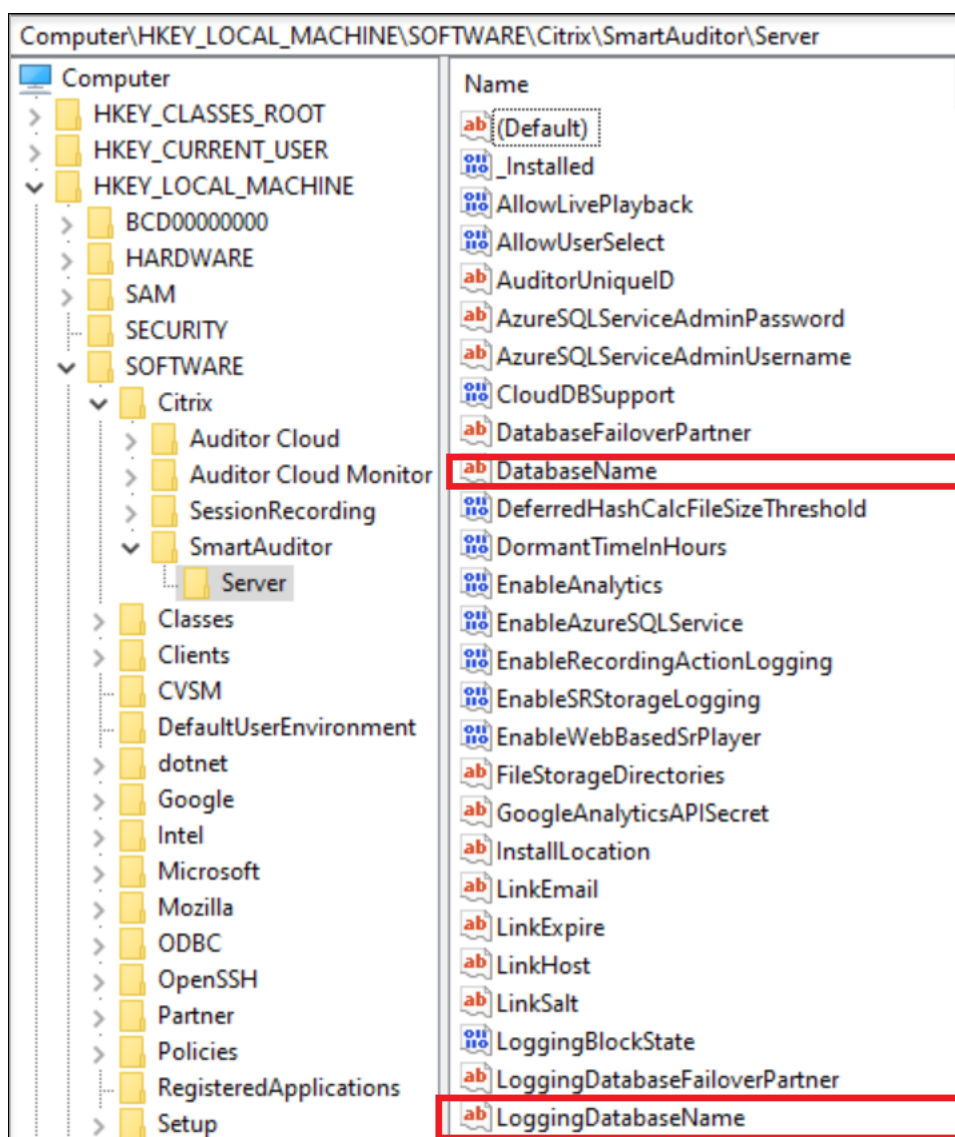 Computer\HKEY_LOCAL_MACHINE\SOFTWARE\Citrix\SmartAuditor\Server
Computer
HKEY_CLASSES_ROOT
HKEY_CURRENT_USER
HKEY_LOCAL_MACHINE
BCD00000000
HARDWARE
SAM
SECURITY
SOFTWARE
Citrix
Auditor Cloud
Auditor Cloud Monitor
SessionRecording
SmartAuditor
Server
Classes
Clients
CVSM
DefaultUserEnvironment
dotnet
Google
Intel
Microsoft
Mozilla
ODBC
OpenSSH
Partner
Policies
RegisteredApplications
Setup
Name
(Default)
_Installed
AllowLivePlayback
AllowUserSelect
AuditorUniqueID
AzureSQLServiceAdminPassword
AzureSQLServiceAdminUsername
CloudDBSupport
DatabaseFailoverPartner
DatabaseName
DeferredHashCalcFileSizeThreshold
DormantTimeInHours
EnableAnalytics
EnableAzureSQLService
EnableRecordingActionLogging
EnableSRStorageLogging
EnableWebBasedSrPlayer
FileStorageDirectories
GoogleAnalyticsAPISecret
InstallLocation
LinkEmail
LinkExpire
LinkHost
LinkSalt
LoggingBlockState
LoggingDatabaseFailoverPartner
LoggingDatabaseName